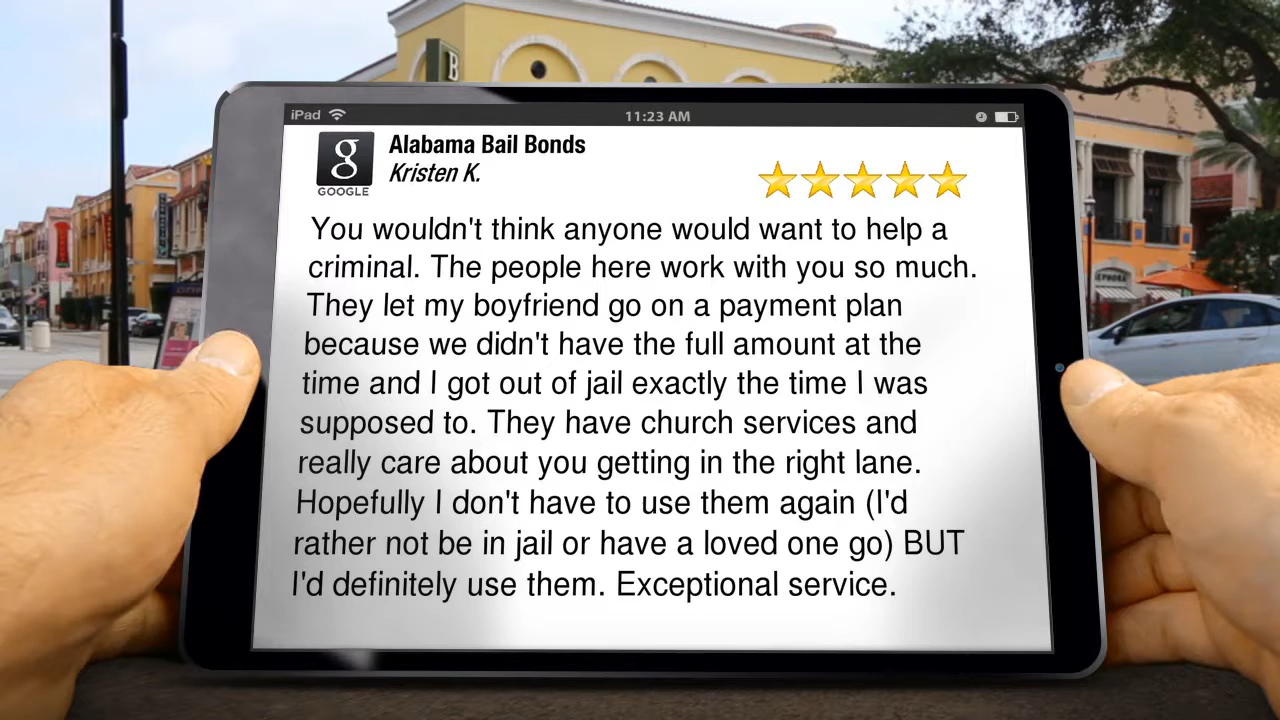 B
iPad
11:23 AM
g
GOOGLE
Alabama Bail Bonds
Kristen K.
You wouldn't think anyone would want to help a
criminal. The people here work with you so much.
They let my boyfriend go on a payment plan
because we didn't have the full amount at the
time and I got out of jail exactly the time I was
supposed to. They have church services and
really care about you getting in the right lane.
Hopefully I don't have to use them again (I'd
rather not be in jail or have a loved one go) BUT
I'd definitely use them. Exceptional service.
SEPHORA